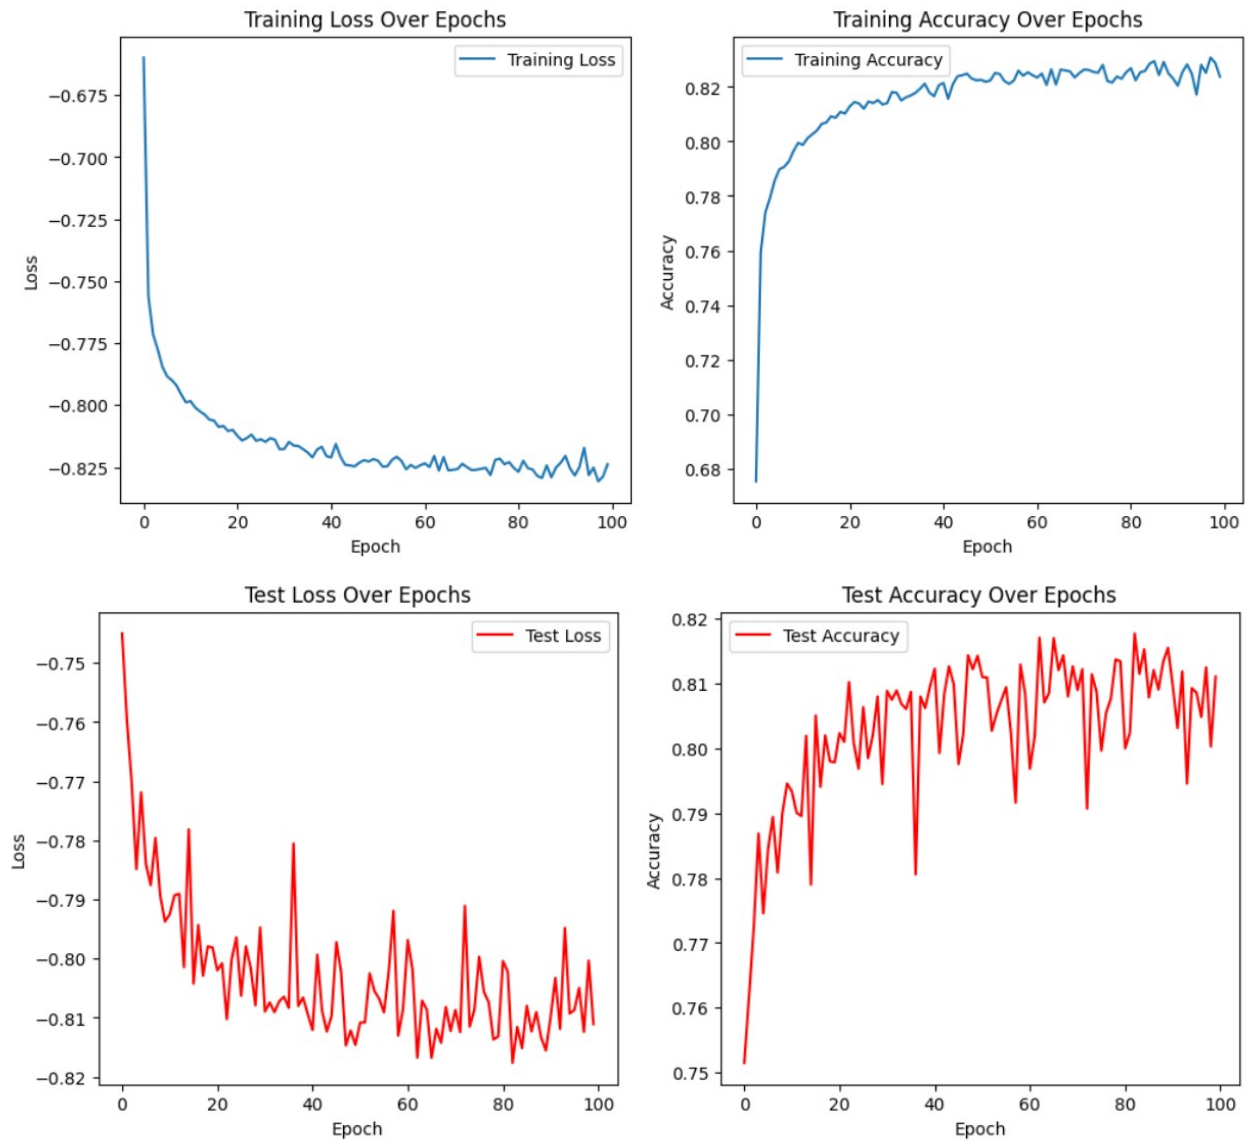 Training Loss Over Epochs
Training Loss
−0.675
−0.700
−0.725
−0.750
−0.775
−0.800
−0.825
Loss
0 20 40 60 80 100
Epoch
Training Accuracy Over Epochs
Training Accuracy
0.82
0.80
0.78
0.76
0.74
0.72
0.70
0.68
Accuracy
0 20 40 60 80 100
Epoch
Test Loss Over Epochs
Test Loss
−0.75
−0.76
−0.77
−0.78
−0.79
−0.80
−0.81
−0.82
Loss
0 20 40 60 80 100
Epoch
Test Accuracy Over Epochs
Test Accuracy
0.82
0.81
0.80
0.79
0.78
0.77
0.76
0.75
Accuracy
0 20 40 60 80 100
Epoch